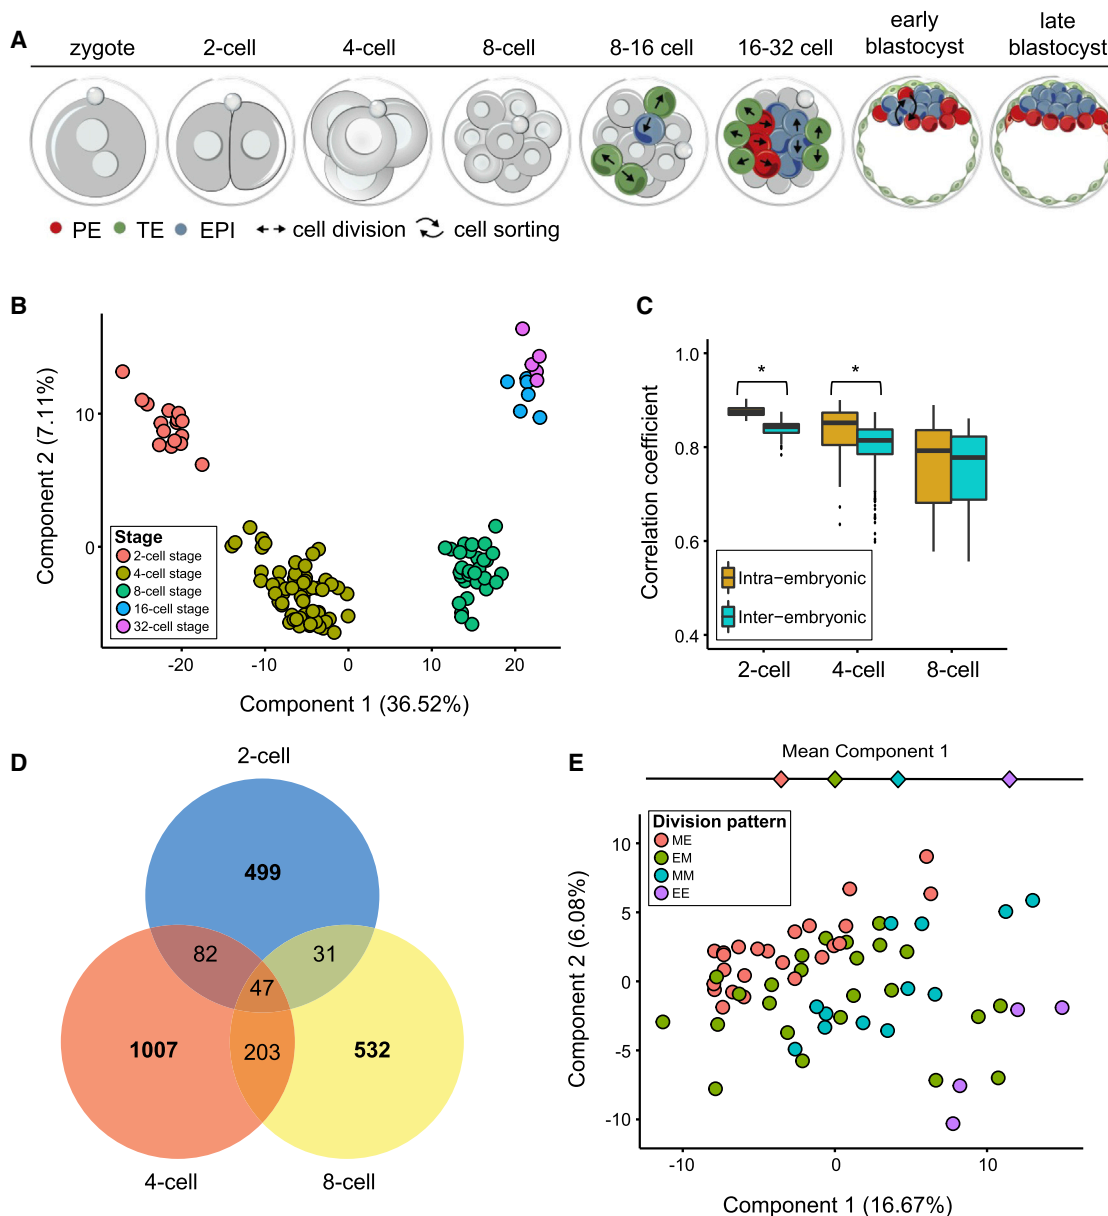 A
zygote
2-cell
4-cell
8-cell
8-16 cell
16-32 cell
early
blastocyst
late
blastocyst
PE TE EPI cell division cell sorting
B
Component 2 (7.11%)
10
0
Stage
2-cell stage
4-cell stage
8-cell stage
16-cell stage
32-cell stage
-20 -10 0 10 20
Component 1 (36.52%)
C
Correlation coefficient
1.0
0.8
0.6
0.4
* *
Intra-embryonic
Inter-embryonic
2-cell 4-cell 8-cell
D
2-cell
499
82 31
47
1007 203 532
4-cell 8-cell
E
Mean Component 1
Division pattern
ME
EM
MM
EE
Component 2 (6.08%)
10
5
0
-5
-10
-10 0 10
Component 1 (16.67%)